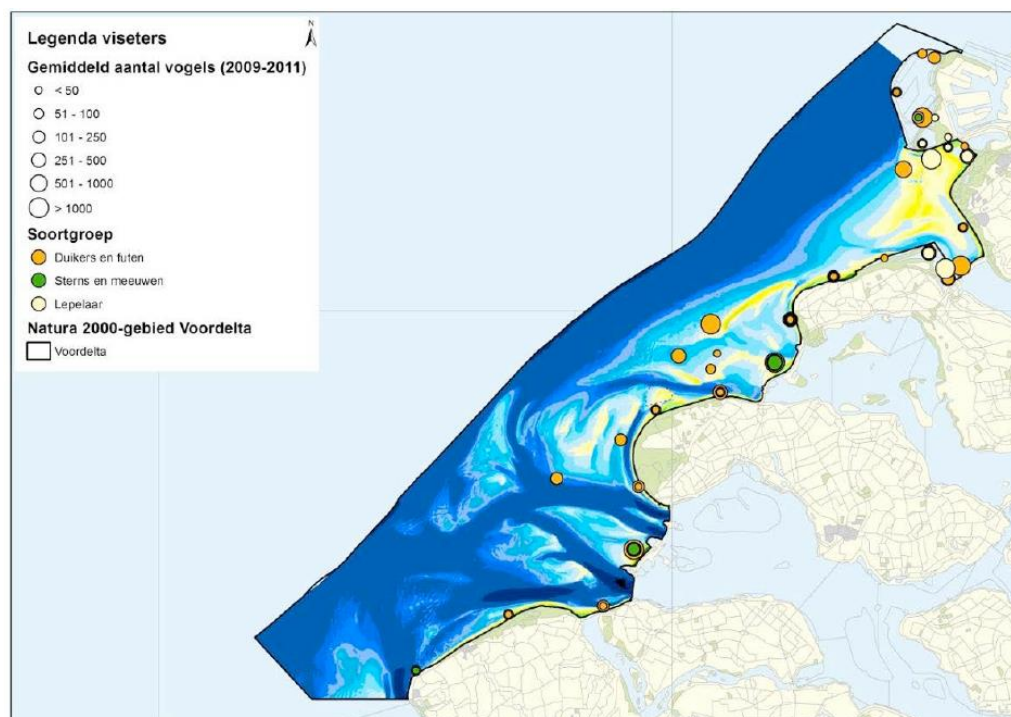 Legenda viseters
N
Gemiddeld aantal vogels (2009-2011)
< 50
51 - 100
101 - 250
251 - 500
501 - 1000
> 1000
Soortgroep
Duikers en futen
Sterns en meeuwen
Lepelaar
Natura 2000-gebied Voordelta
Voordelta